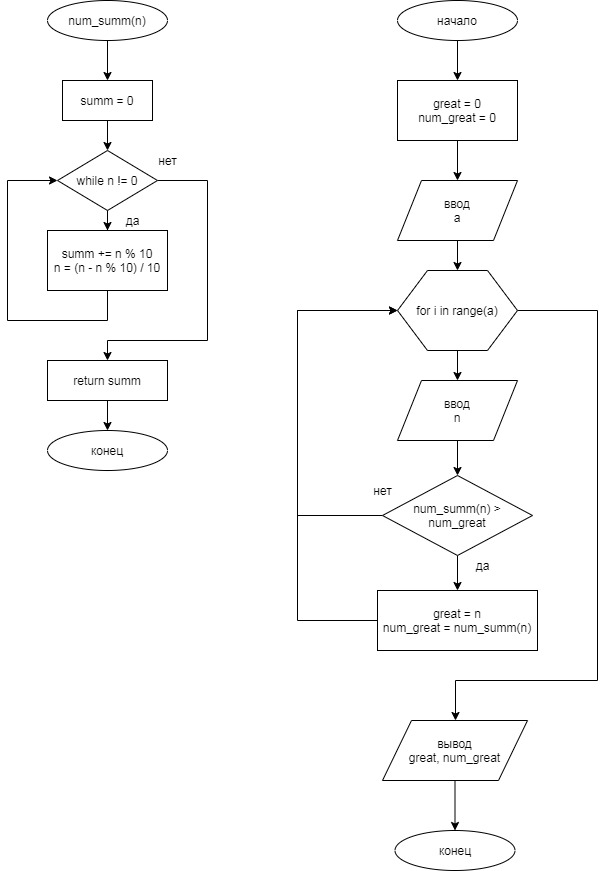 num_summ(n)
summ = 0
while n != 0
нет
да
summ += n % 10
n = (n - n % 10) / 10
return summ
конец
начало
great = 0
num_great = 0
ввод
a
for i in range(a)
ввод
n
нет
num_summ(n) >
num_great
да
great = n
num_great = num_summ(n)
вывод
great, num_great
конец